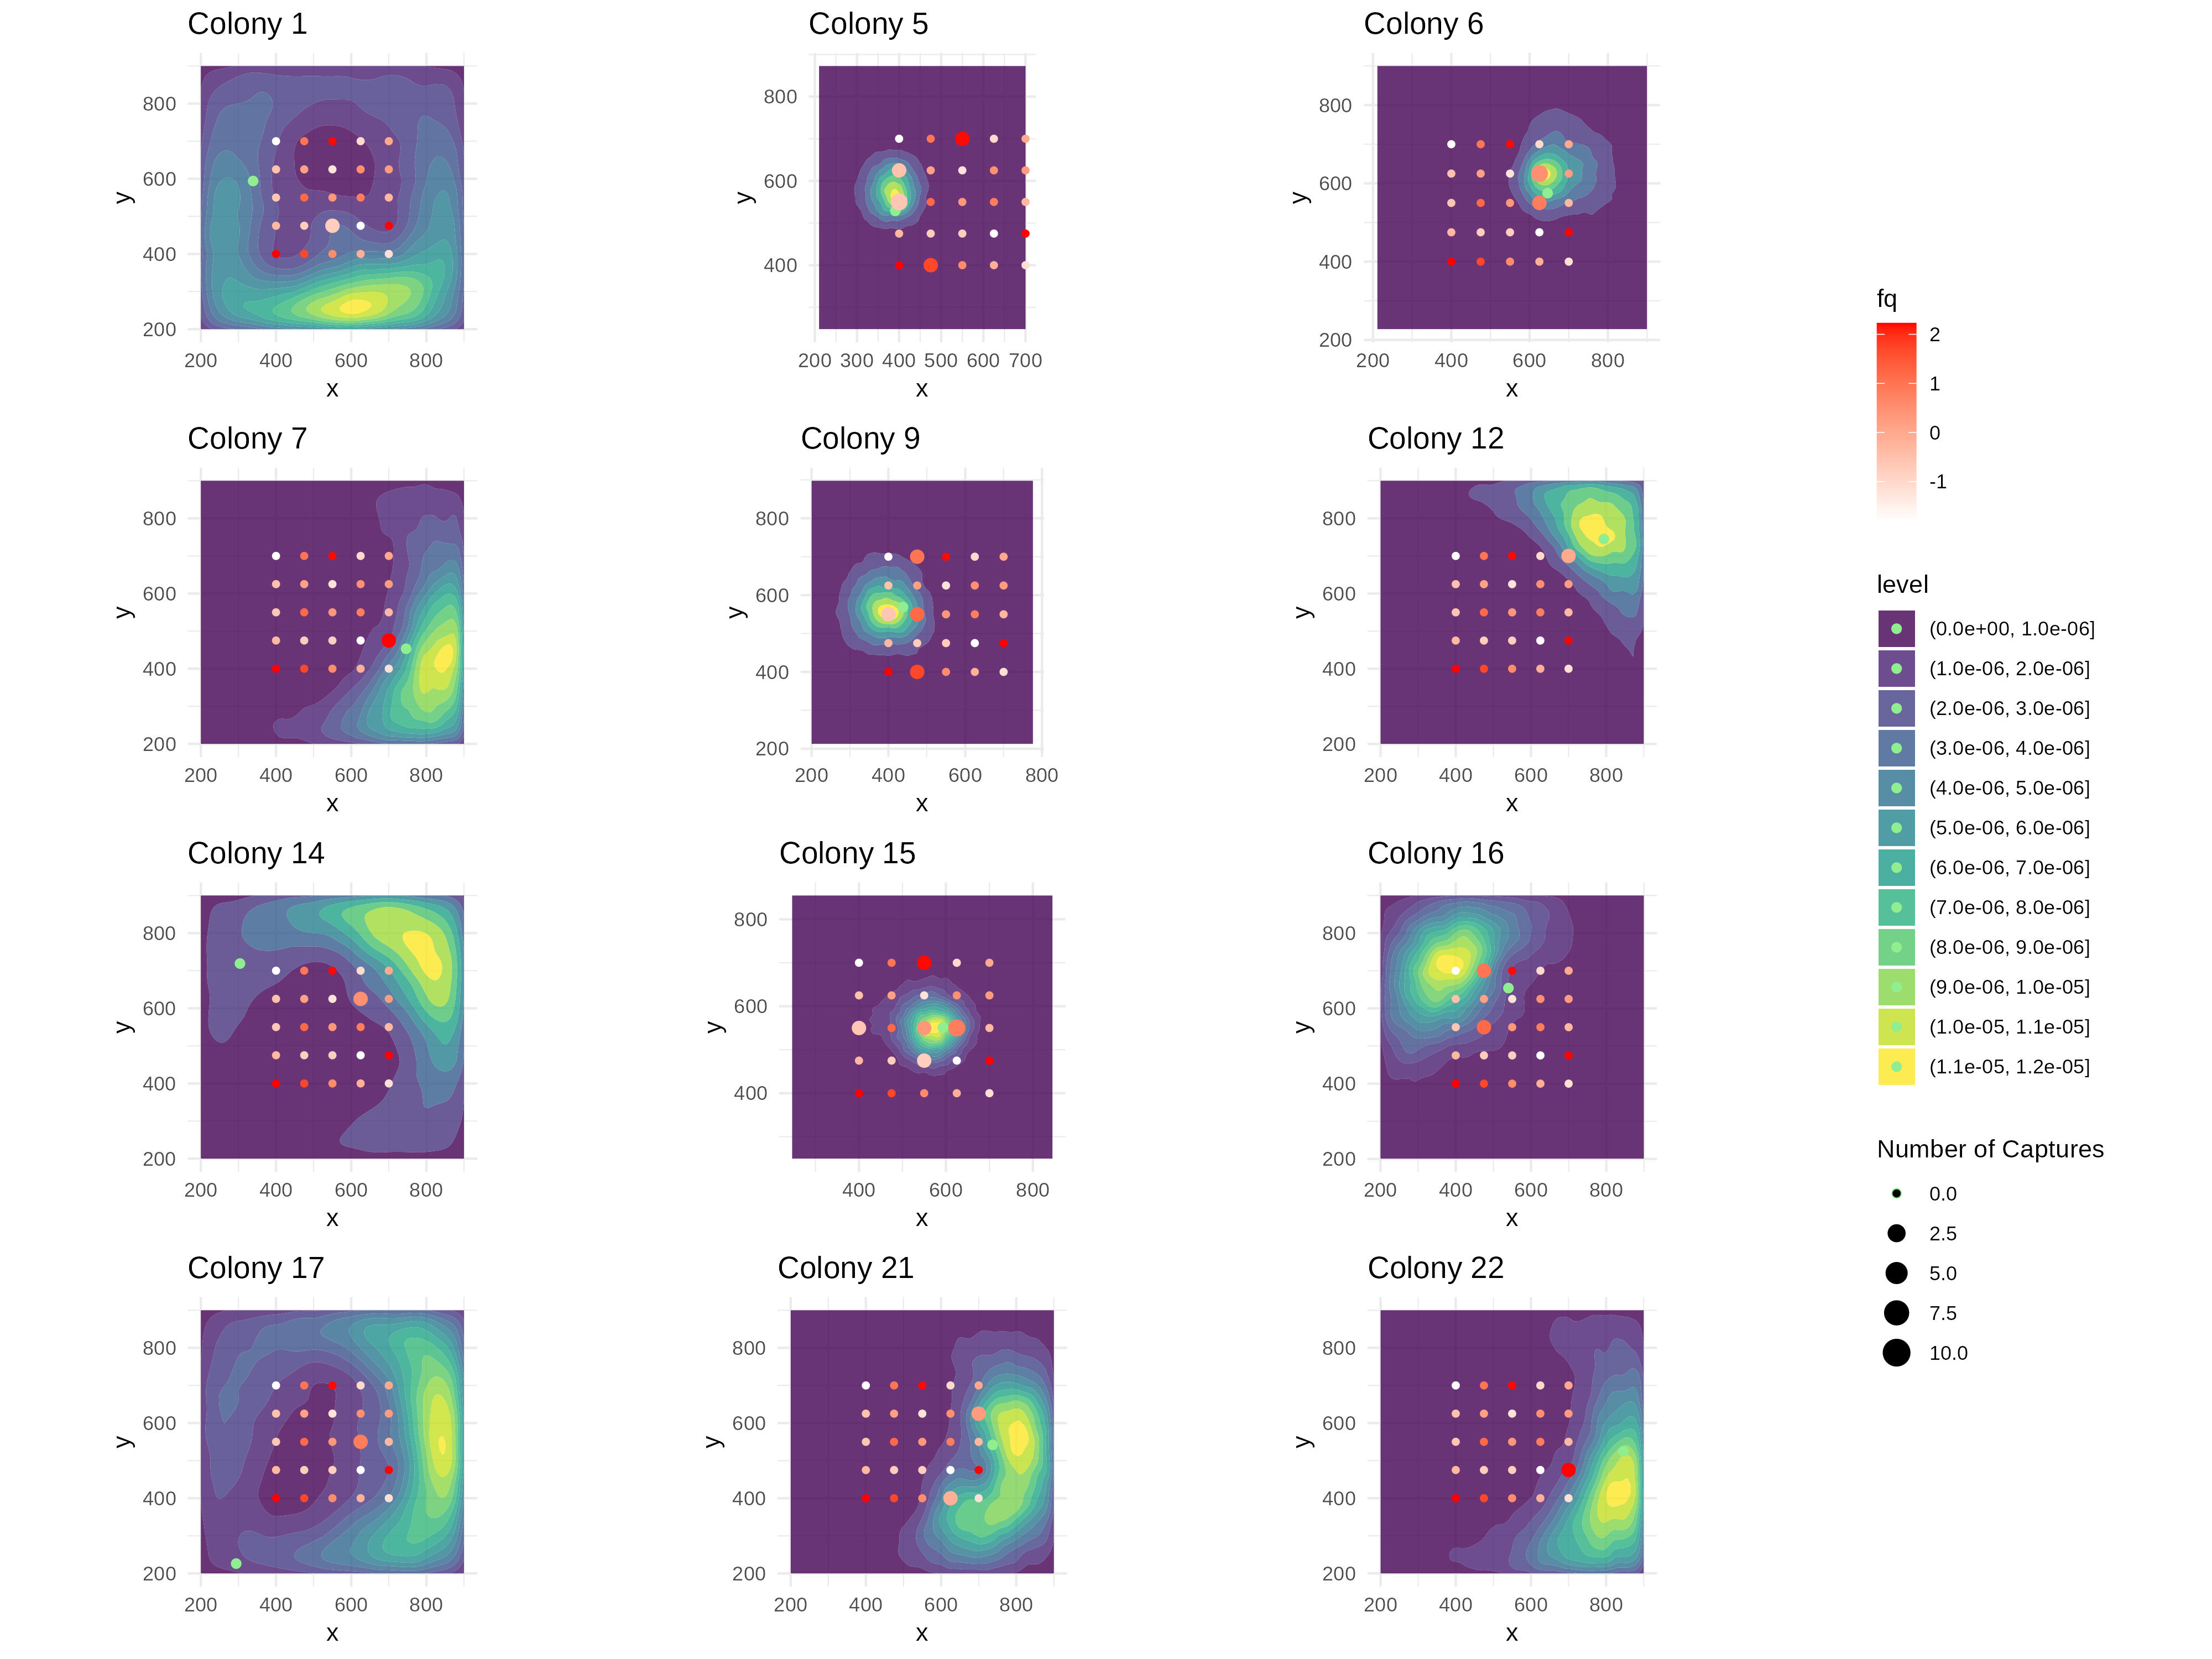 Colony 1
Colony 5
Colony 6
800
600
400
200
y
200 400 600 800
x
800
600
400
y
200 300 400 500 600 700
x
800
600
400
200
y
200 400 600 800
x
Colony 7
Colony 9
Colony 12
800
600
400
200
y
200 400 600 800
x
800
600
400
200
y
200 400 600 800
x
800
600
400
200
y
200 400 600 800
x
Colony 14
Colony 15
Colony 16
800
600
400
200
y
200 400 600 800
x
800
600
400
y
400 600 800
x
800
600
400
200
y
200 400 600 800
x
Colony 17
Colony 21
Colony 22
800
600
400
200
y
200 400 600 800
x
800
600
400
200
y
200 400 600 800
x
800
600
400
200
y
200 400 600 800
x
fq
2
1
0
-1
level
(0.0e+00, 1.0e-06]
(1.0e-06, 2.0e-06]
(2.0e-06, 3.0e-06]
(3.0e-06, 4.0e-06]
(4.0e-06, 5.0e-06]
(5.0e-06, 6.0e-06]
(6.0e-06, 7.0e-06]
(7.0e-06, 8.0e-06]
(8.0e-06, 9.0e-06]
(9.0e-06, 1.0e-05]
(1.0e-05, 1.1e-05]
(1.1e-05, 1.2e-05]
Number of Captures
0.0
2.5
5.0
7.5
10.0